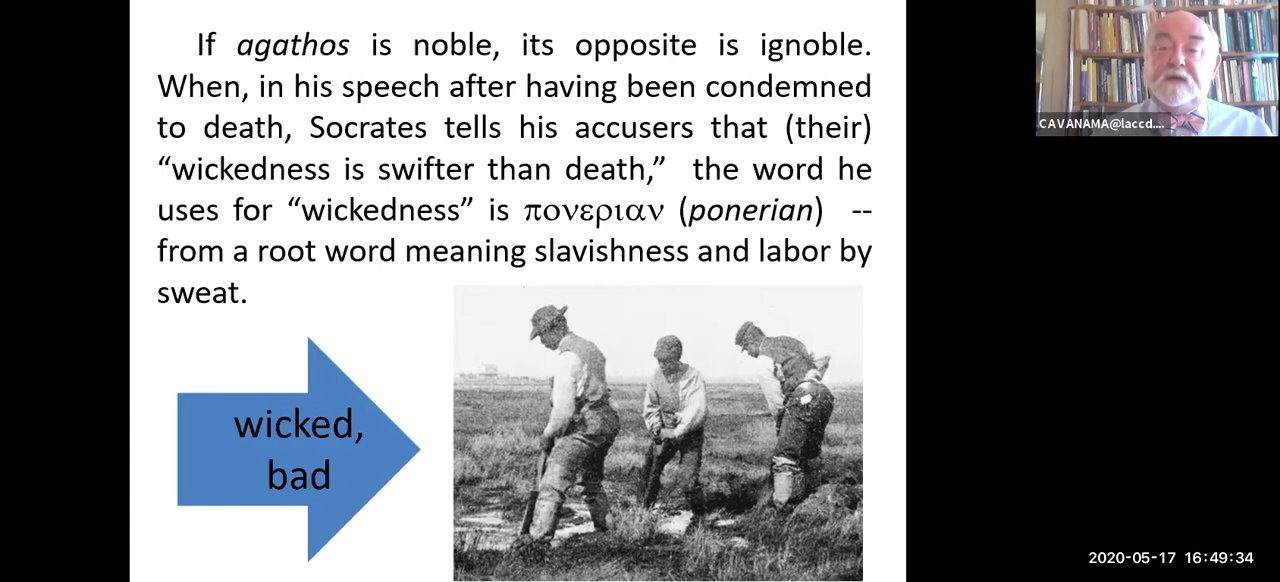 If agathos is noble, its opposite is ignoble.
When, in his speech after having been condemned
to death, Socrates tells his accusers that (their)
“wickedness is swifter than death,” the word he
uses for “wickedness” is πονεριαν (ponerian) --
from a root word meaning slavishness and labor by
sweat.
wicked,
bad
CAVANAMA@laccd....
2020-05-17 16:49:34